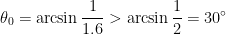 θ₀ = arcsin 1/1.6 > arcsin 1/2 = 30°